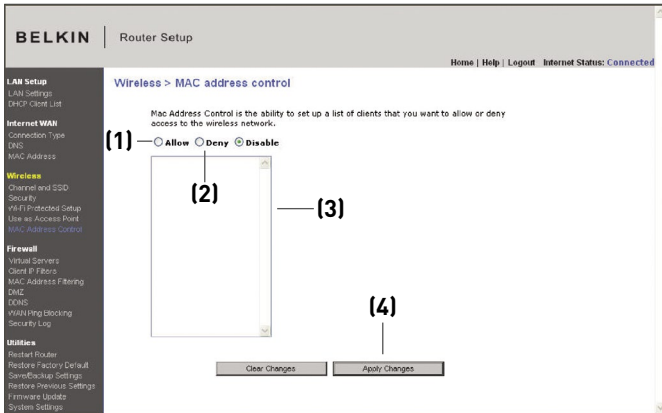 BELKIN
Router Setup
Home | Help | Logout Internet Status: Connected
LAN Setup
LAN Settings
DHCP Client List
Internet WAN
Connection Type
DNS
MAC Address
Wireless
Channel and SSID
Security
Wi-Fi Protected Setup
Use as Access Point
MAC Address Control
Firewall
Virtual Servers
Client IP Filters
MAC Address Filtering
DMZ
DDNS
WAN Ping Blocking
Security Log
Utilities
Restart Router
Restore Factory Default
Save/Backup Settings
Restore Previous Settings
Firmware Update
System Settings
Wireless > MAC address control
Mac Address Control is the ability to set up a list of clients that you want to allow or deny
access to the wireless network.
(1) Allow Deny Disable
(2)
(3)
(4)
Clear Changes Apply Changes